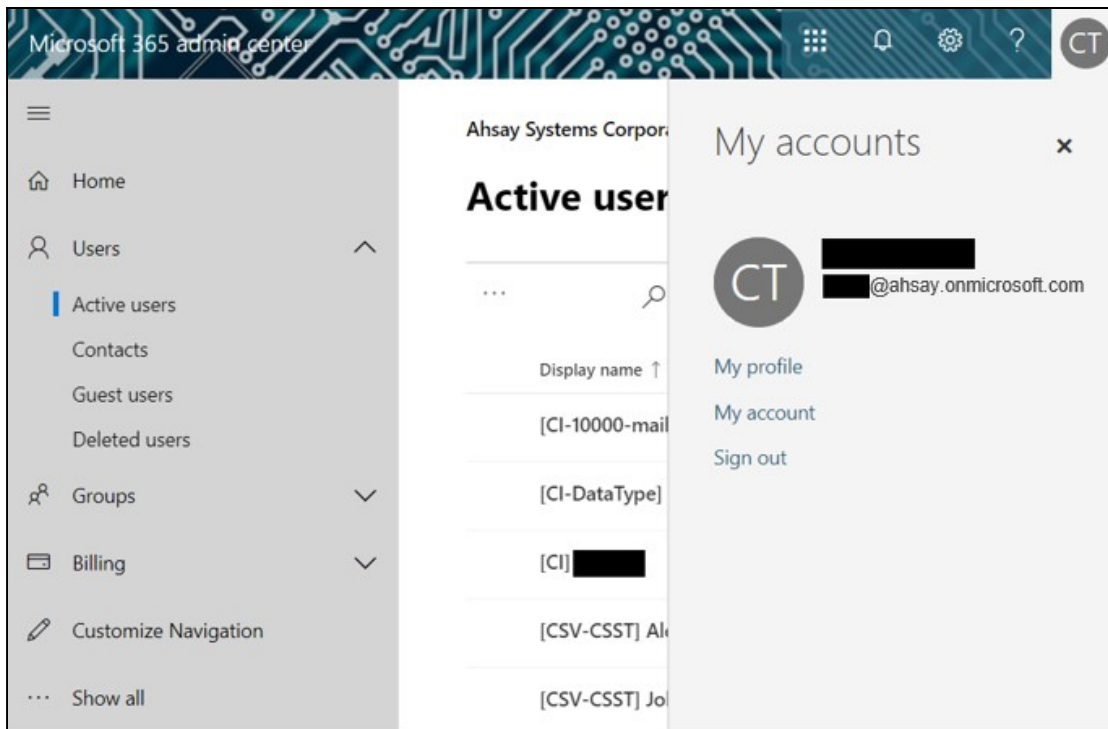 Microsoft 365 admin center
?
CT
Home
Users
Active users
Contacts
Guest users
Deleted users
Groups
Billing
Customize Navigation
... Show all
Ahsay Systems Corpora
Active user
...
Display name ↑
[CI-10000-mail
[CI-DataType]
[CI]
[CSV-CSST] Ale
[CSV-CSST] Jol
My accounts
×
CT
@ahsay.onmicrosoft.com
My profile
My account
Sign out